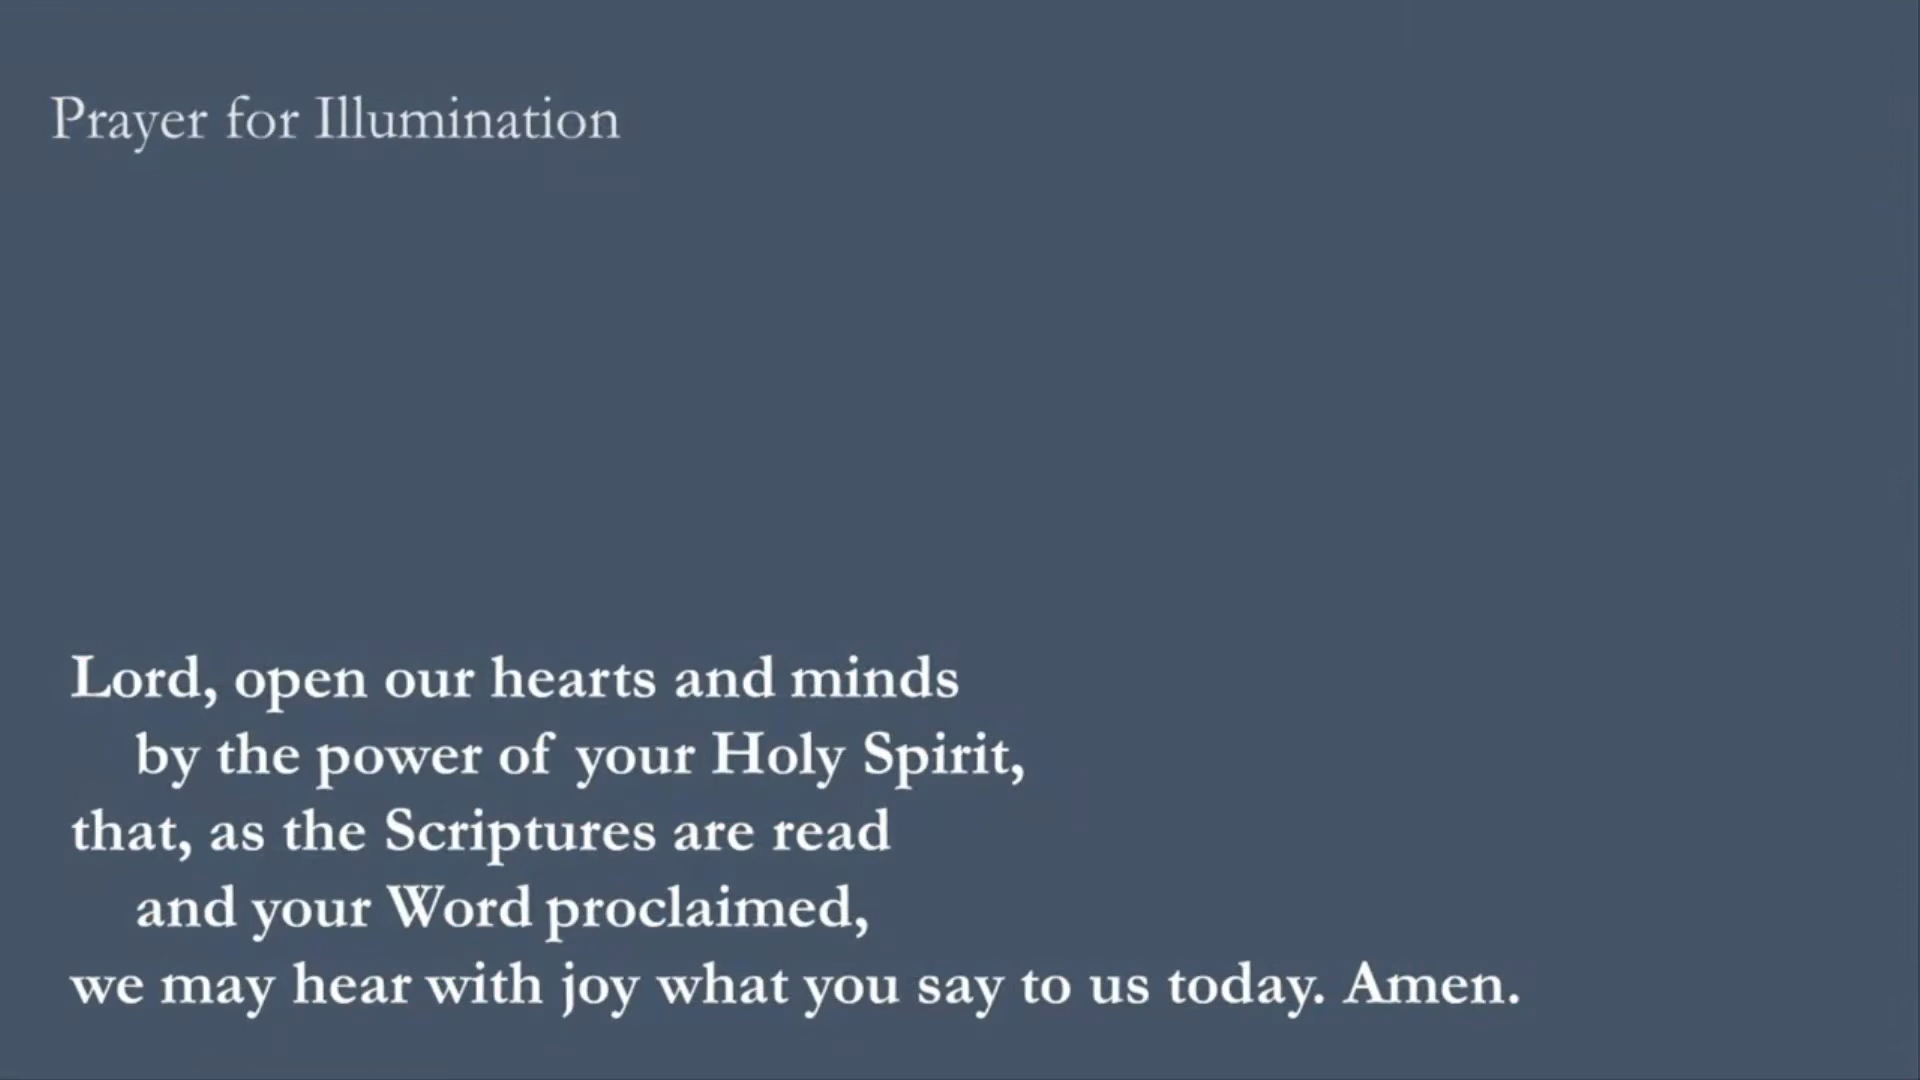 Prayer for Illumination
Lord, open our hearts and minds
by the power of your Holy Spirit,
that, as the Scriptures are read
and your Word proclaimed,
we may hear with joy what you say to us today. Amen.